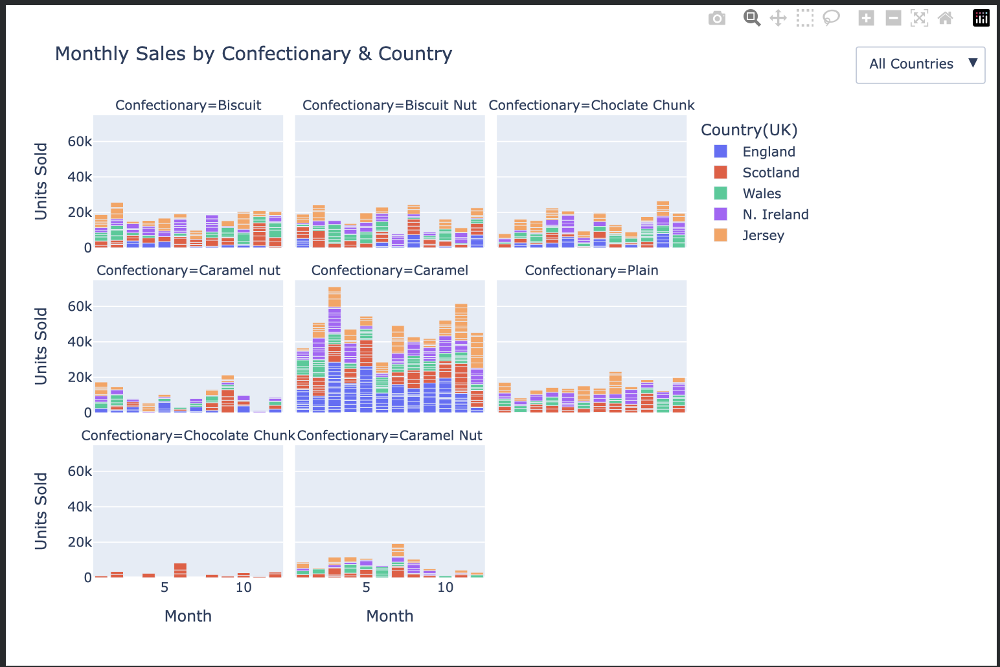 Monthly Sales by Confectionary & Country
All Countries ▼
Confectionary=Biscuit
Confectionary=Biscuit Nut
Confectionary=Choclate Chunk
Units Sold
60k
40k
20k
0
Country(UK)
England
Scotland
Wales
N. Ireland
Jersey
Confectionary=Caramel nut
Confectionary=Caramel
Confectionary=Plain
Units Sold
60k
40k
20k
0
Confectionary=Chocolate Chunk
Confectionary=Caramel Nut
Units Sold
60k
40k
20k
0
5
10
5
10
Month
Month